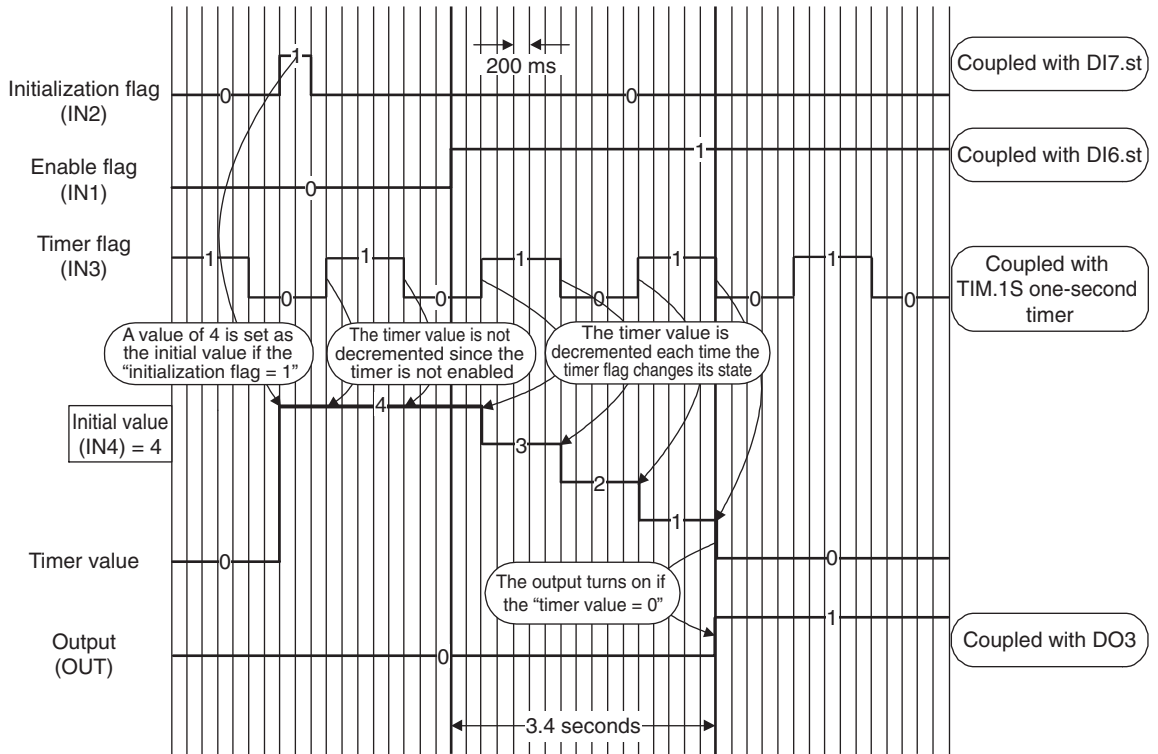 200 ms
1
Initialization flag
(IN2)
0
0
Coupled with DI7.st
Enable flag
(IN1)
0
1
Coupled with DI6.st
Timer flag
(IN3)
1
0
1
0
1
0
1
0
1
0
Coupled with
TIM.1S one-second
timer
A value of 4 is set as
the initial value if the
“initialization flag = 1”
The timer value is not
decremented since the
timer is not enabled
The timer value is
decremented each time the
timer flag changes its state
Initial value
(IN4) = 4
4
3
2
1
Timer value
0
0
The output turns on if
the “timer value = 0”
Output
(OUT)
0
1
Coupled with DO3
3.4 seconds